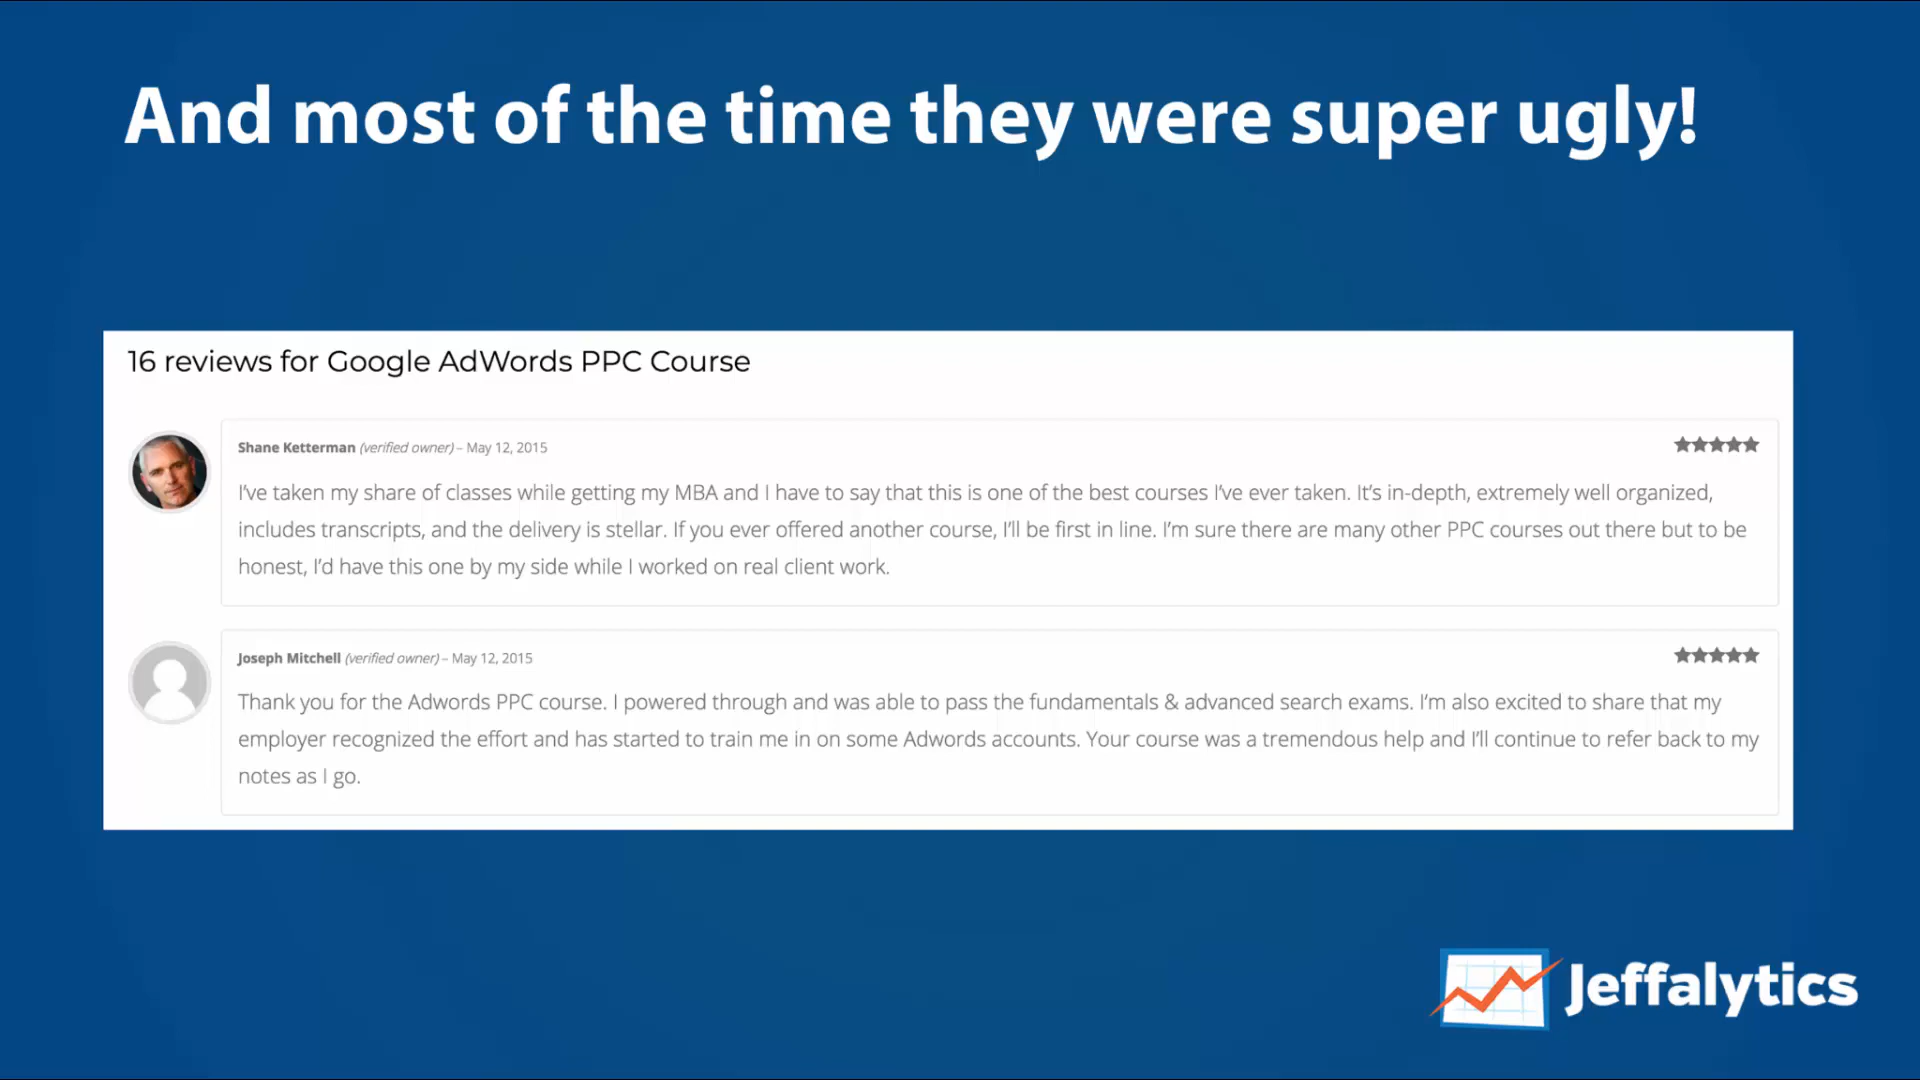 And most of the time they were super ugly!
16 reviews for Google AdWords PPC Course
Shane Ketterman (verified owner) – May 12, 2015
I've taken my share of classes while getting my MBA and I have to say that this is one of the best courses I've ever taken. It's in-depth, extremely well organized,
includes transcripts, and the delivery is stellar. If you ever offered another course, I'll be first in line. I'm sure there are many other PPC courses out there but to be
honest, I'd have this one by my side while I worked on real client work.
Joseph Mitchell (verified owner) – May 12, 2015
Thank you for the Adwords PPC course. I powered through and was able to pass the fundamentals & advanced search exams. I'm also excited to share that my
employer recognized the effort and has started to train me in on some Adwords accounts. Your course was a tremendous help and I'll continue to refer back to my
notes as I go.
Jeffalytics